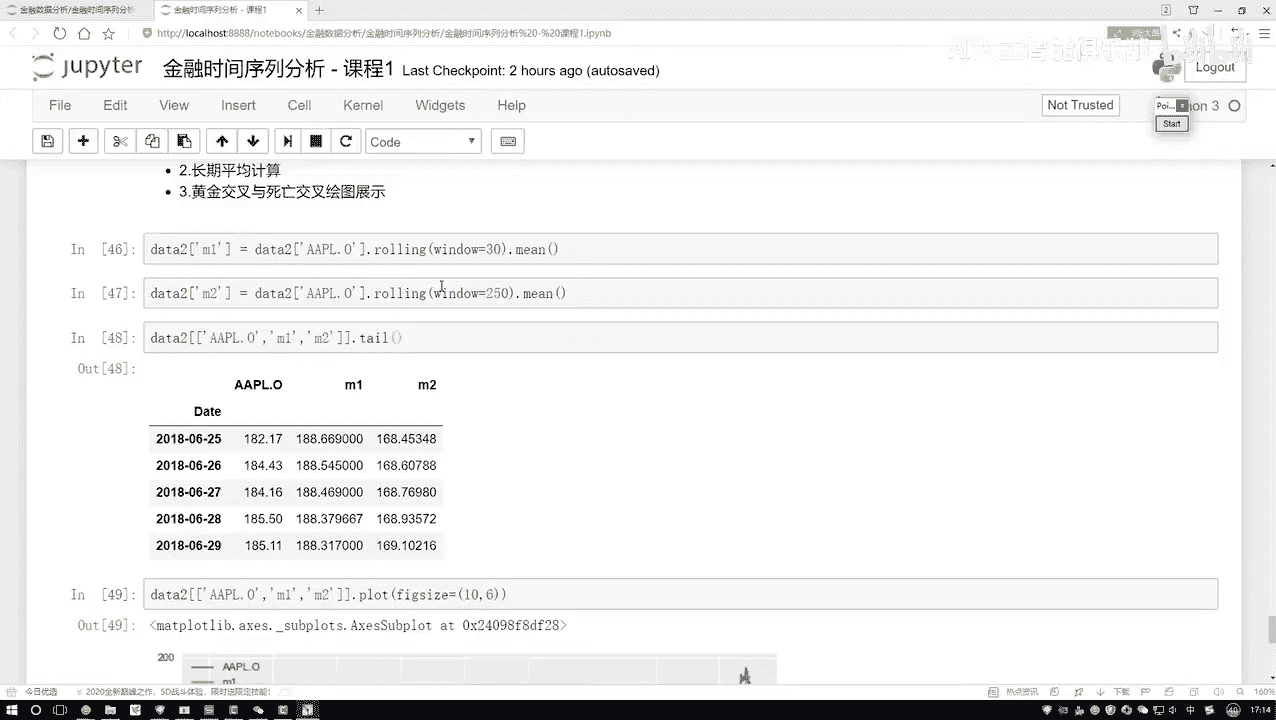 金融数据分析/金融时间序列分析
金融时间序列分析 - 课程1
http://localhost:8888/notebooks/金融数据分析/金融时间序列分析/金融时间序列分析%20-%20课程1.ipynb
jupyter 金融时间序列分析 - 课程1 Last Checkpoint: 2 hours ago (autosaved)
Logout
File Edit View Insert Cell Kernel Widgets Help
Not Trusted
Poi...
Start
Code
2.长期平均计算
3.黄金交叉与死亡交叉绘图展示
In [46]: data2['m1'] = data2['AAPL.O'].rolling(window=30).mean()
In [47]: data2['m2'] = data2['AAPL.O'].rolling(window=250).mean()
In [48]: data2[['AAPL.O','m1','m2']].tail()
Out[48]:
AAPL.O m1 m2
Date
2018-06-25 182.17 188.669000 168.45348
2018-06-26 184.43 188.545000 168.60788
2018-06-27 184.16 188.469000 168.76980
2018-06-28 185.50 188.379667 168.93572
2018-06-29 185.11 188.317000 169.10216
In [49]: data2[['AAPL.O','m1','m2']].plot(figsize=(10,6))
Out[49]: <matplotlib.axes._subplots.AxesSubplot at 0x24098f8df28>
200
AAPL.O
m1
今日优选
2020全新巅峰之作，5D战斗体验，限时送限定技能！
热点资讯
下载
160%
中
17:14